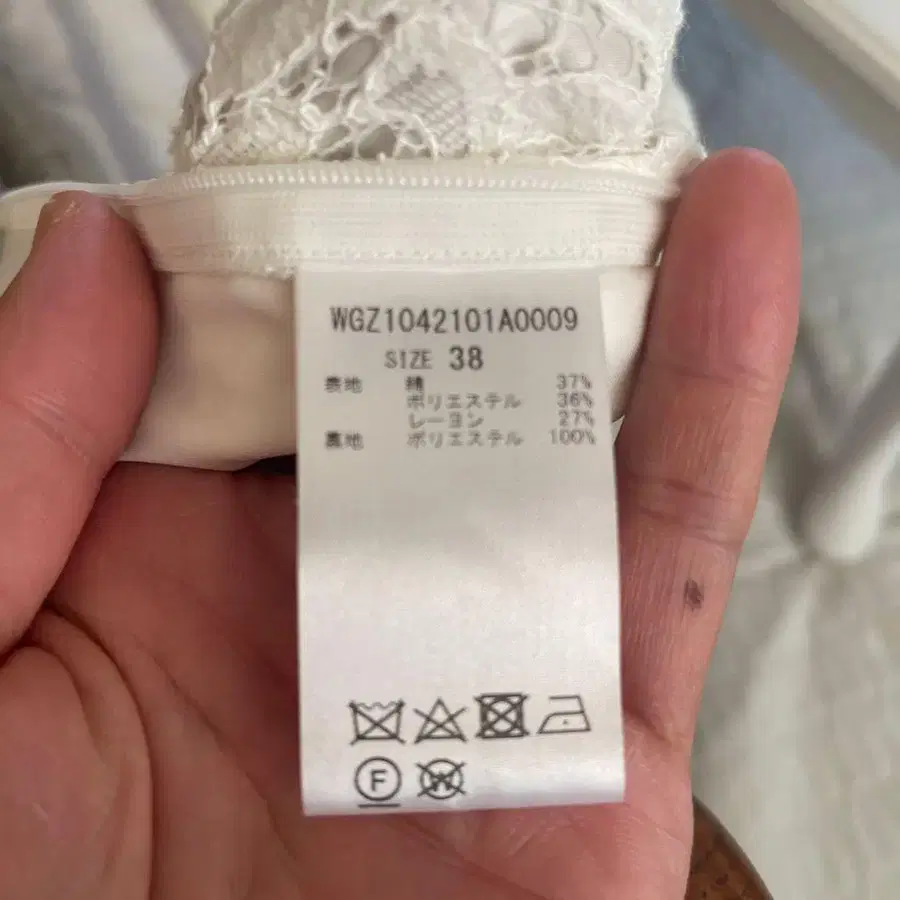 WGZ1042101A0009
SIZE 38
表地 綿 37%
ポリエステル 36%
レーヨン 27%
裏地 ポリエステル 100%
F
W